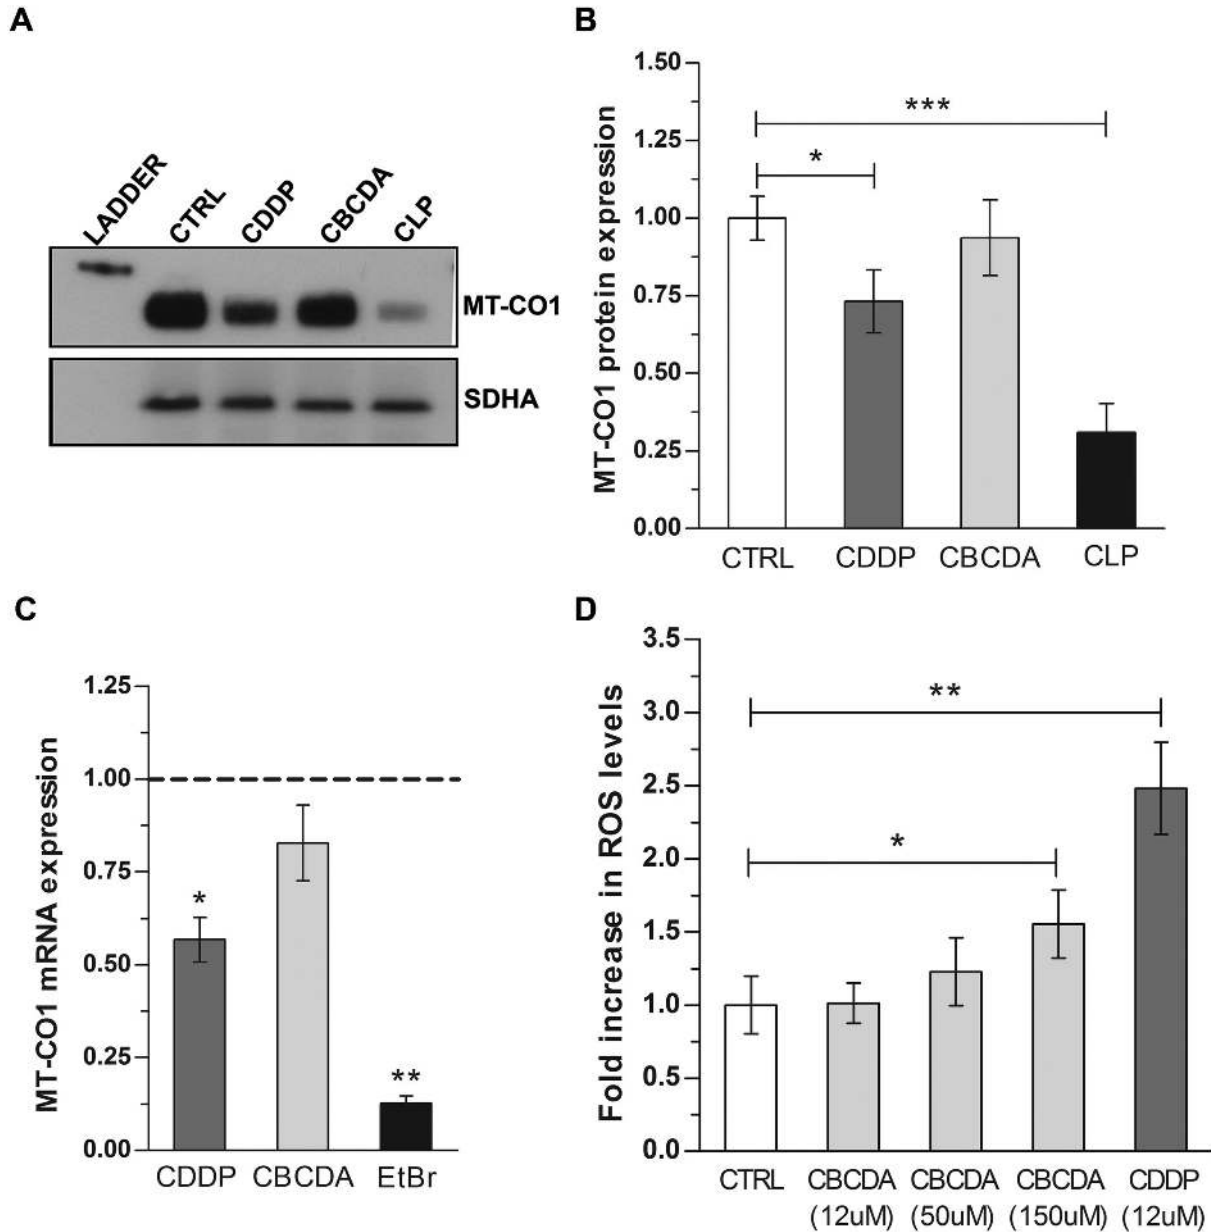 A
LADDER
CTRL
CDDP
CBCDA
CLP
MT-CO1
SDHA
B
MT-CO1 protein expression
1.50
1.25
1.00
0.75
0.50
0.25
0.00
***
*
CTRL
CDDP
CBCDA
CLP
C
MT-CO1 mRNA expression
1.25
1.00
0.75
0.50
0.25
0.00
*
**
CDDP
CBCDA
EtBr
D
Fold increase in ROS levels
3.5
3.0
2.5
2.0
1.5
1.0
0.5
0.0
**
*
CTRL
CBCDA
(12uM)
CBCDA
(50uM)
CBCDA
(150uM)
CDDP
(12uM)